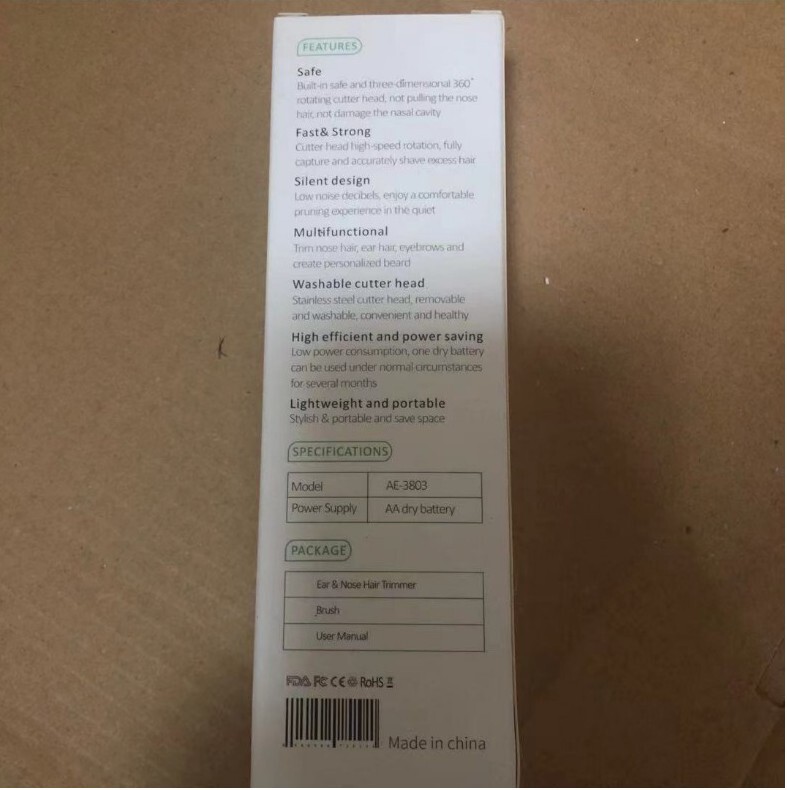 FEATURES
Safe
Built-in safe and three-dimensional 360°
rotating cutter head, not pulling the nose
hair, not damage the nasal cavity
Fast& Strong
Cutter head high-speed rotation, fully
capture and accurately shave excess hair
Silent design
Low noise decibels, enjoy a comfortable
pruning experience in the quiet
Multifunctional
Trim nose hair, ear hair, eyebrows and
create personalized beard
Washable cutter head
Stainless steel cutter head, removable
and washable, convenient and healthy
High efficient and power saving
Low power consumption, one dry battery
can be used under normal circumstances
for several months
Lightweight and portable
Stylish & portable and save space
SPECIFICATIONS
Model AE-3803
Power Supply AA dry battery
PACKAGE
Ear & Nose Hair Trimmer
Brush
User Manual
FDA FC CE RoHS
Made in china